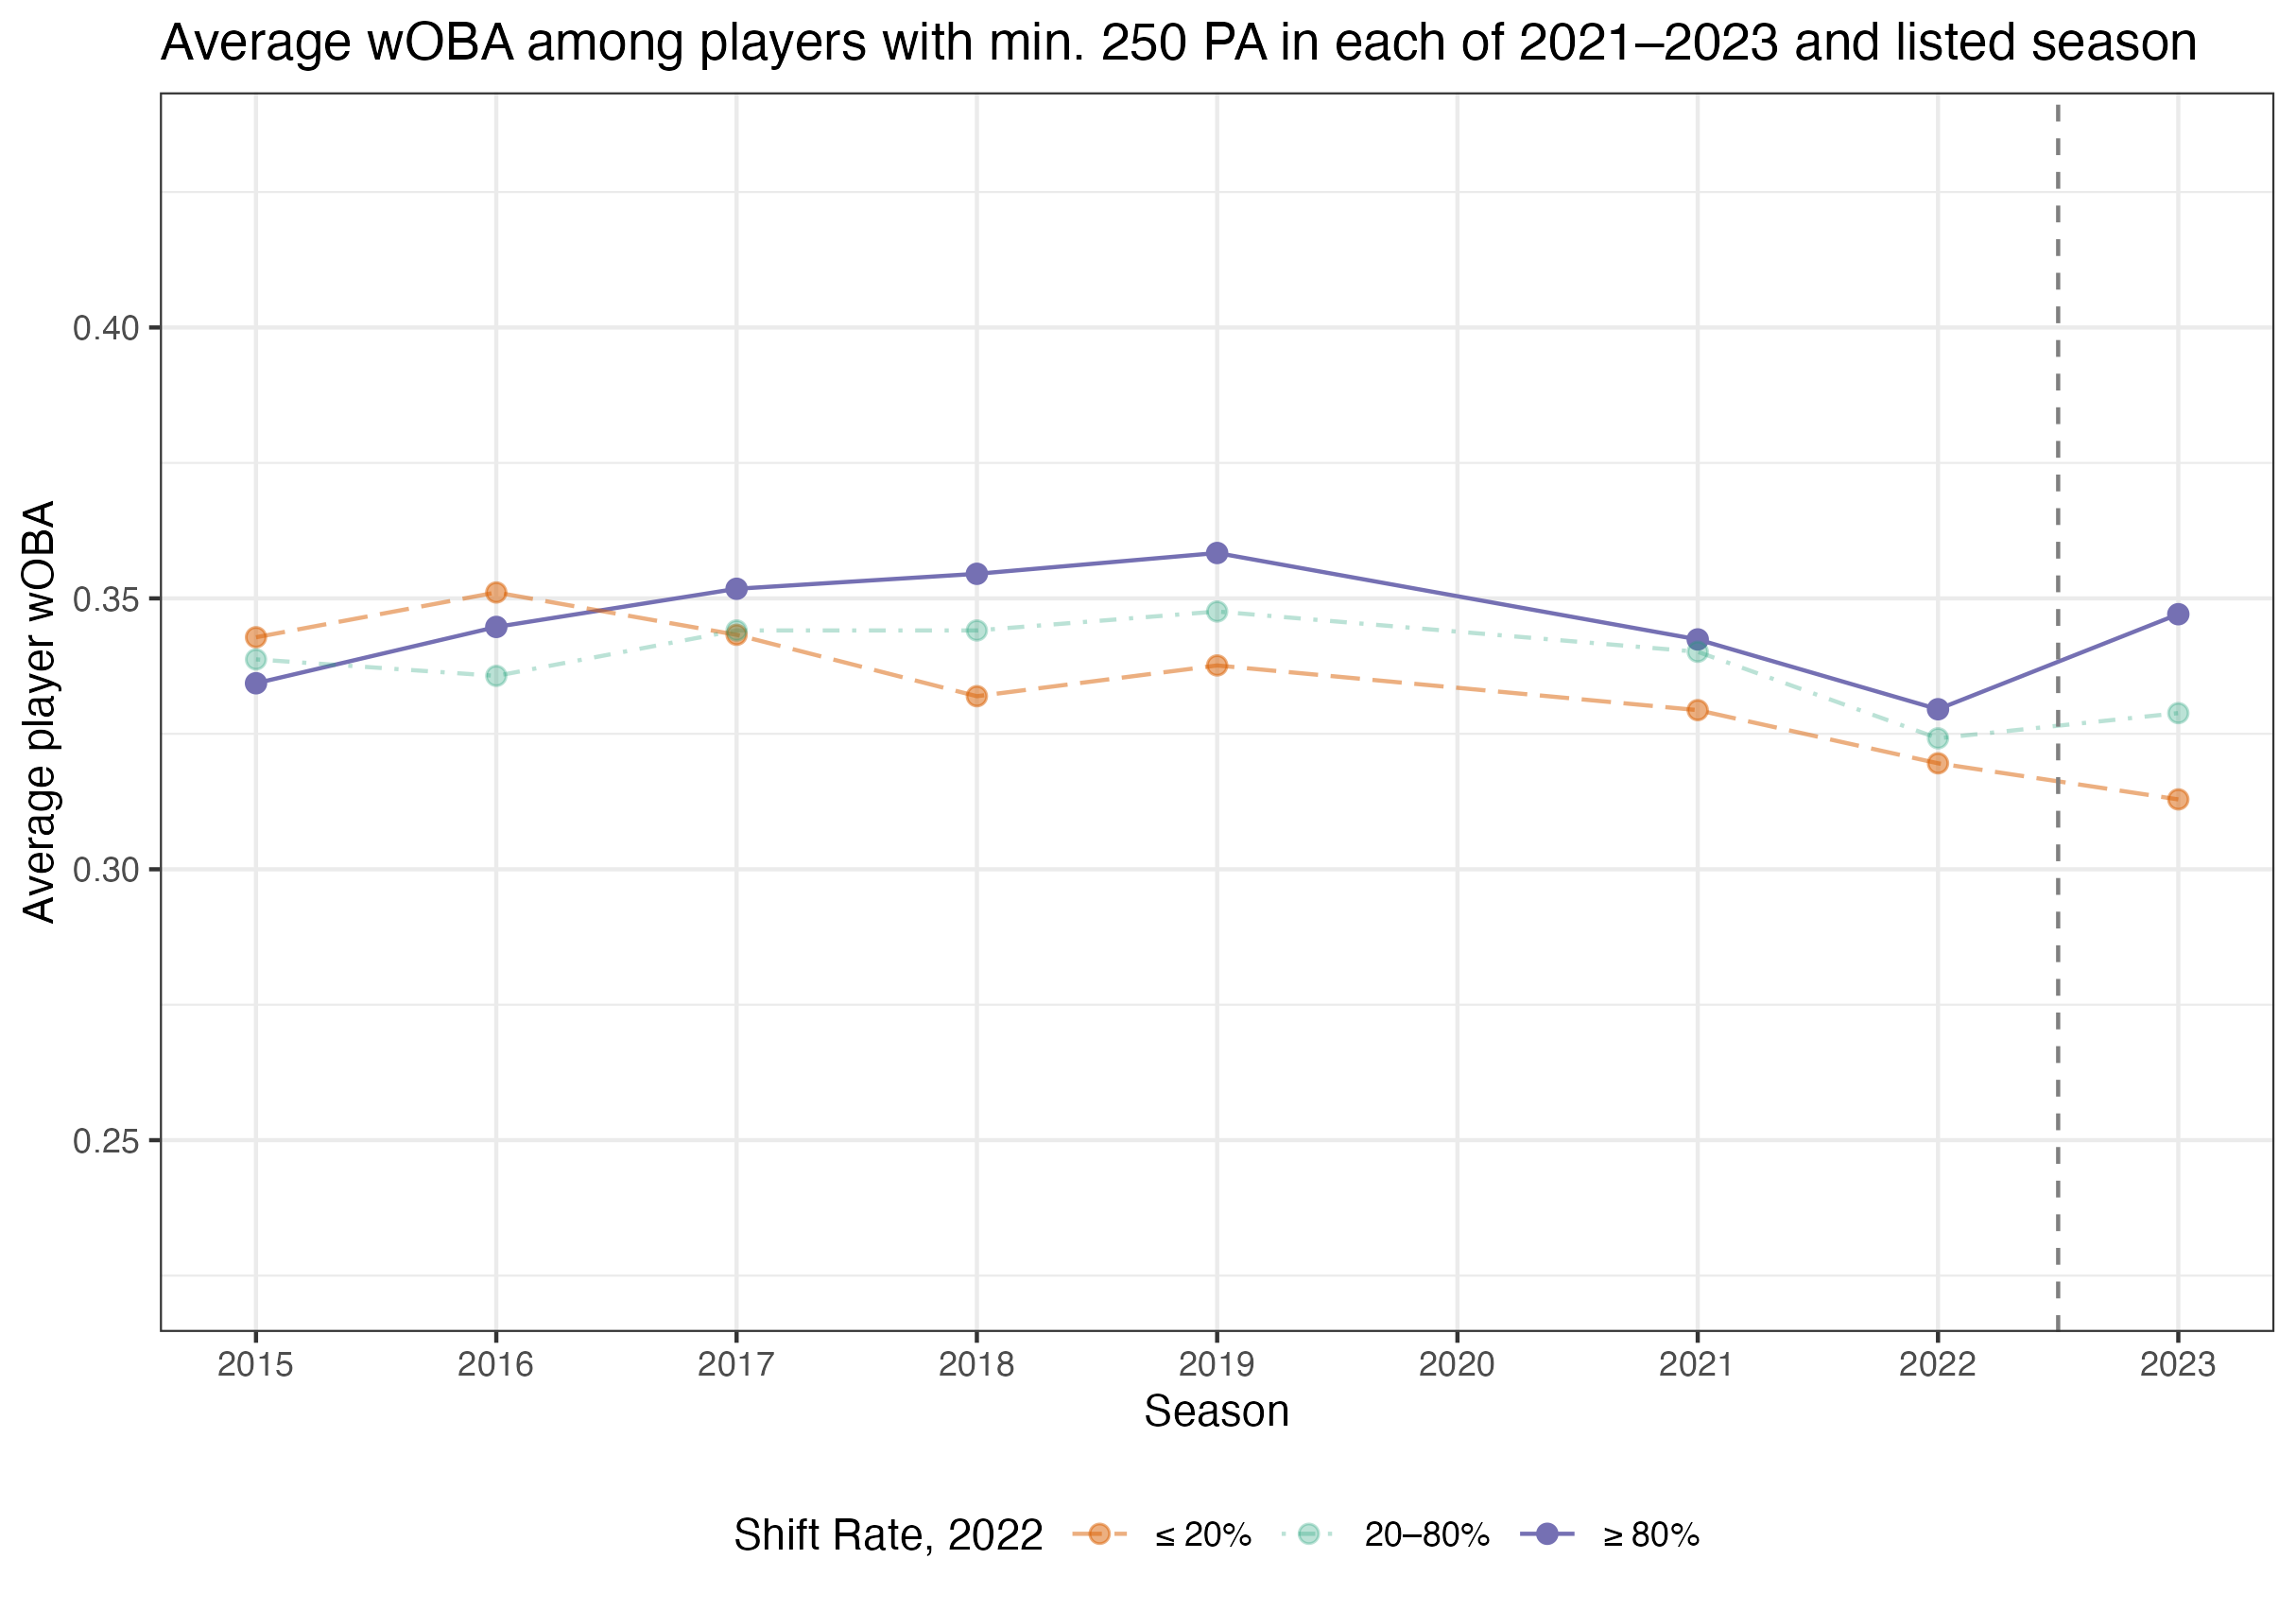 Average wOBA among players with min. 250 PA in each of 2021–2023 and listed season
Average player wOBA
0.40
0.35
0.30
0.25
2015 2016 2017 2018 2019 2020 2021 2022 2023
Season
Shift Rate, 2022 ≤ 20% 20–80% ≥ 80%